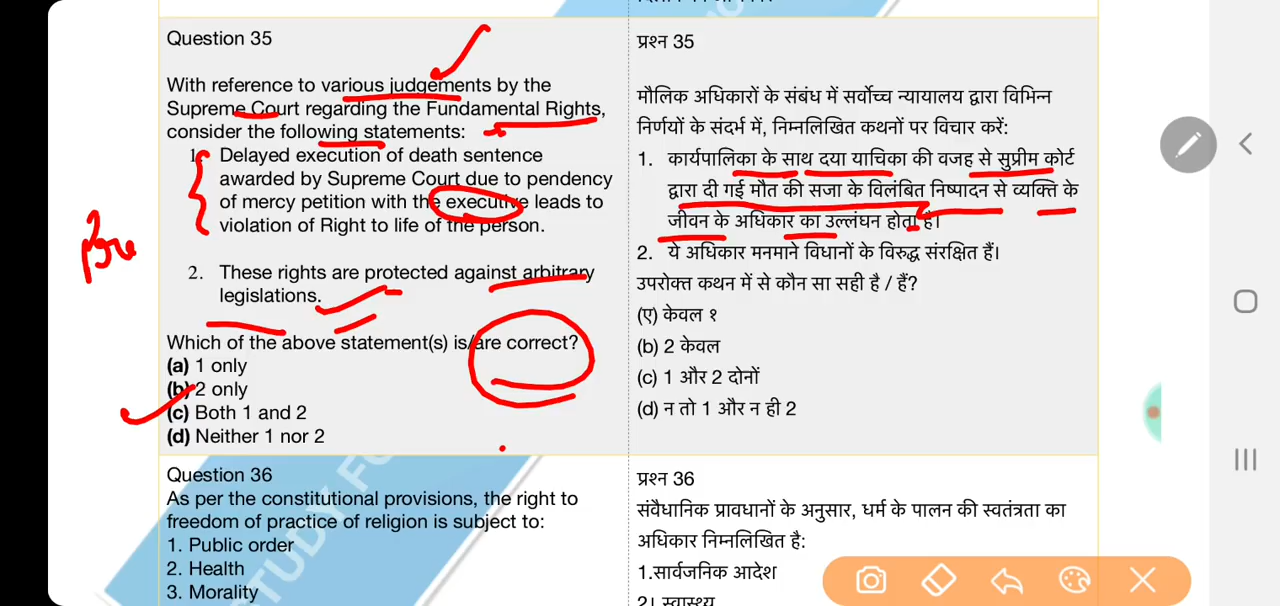 Question 35
With reference to various judgements by the
Supreme Court regarding the Fundamental Rights,
consider the following statements:
1. Delayed execution of death sentence
awarded by Supreme Court due to pendency
of mercy petition with the executive leads to
violation of Right to life of the person.
2. These rights are protected against arbitrary
legislations.
Which of the above statement(s) is/are correct?
(a) 1 only
(b) 2 only
(c) Both 1 and 2
(d) Neither 1 nor 2
प्रश्न 35
मौलिक अधिकारों के संबंध में सर्वोच्च न्यायालय द्वारा विभिन्न
निर्णयों के संदर्भ में, निम्नलिखित कथनों पर विचार करें:
1. कार्यपालिका के साथ दया याचिका की वजह से सुप्रीम कोर्ट
द्वारा दी गई मौत की सजा के विलंबित निष्पादन से व्यक्ति के
जीवन के अधिकार का उल्लंघन होता है।
2. ये अधिकार मनमाने विधानों के विरुद्ध संरक्षित हैं।
उपरोक्त कथन में से कौन सा सही है / हैं?
(ए) केवल १
(b) 2 केवल
(c) 1 और 2 दोनों
(d) न तो 1 और न ही 2
Question 36
As per the constitutional provisions, the right to
freedom of practice of religion is subject to:
1. Public order
2. Health
3. Morality
प्रश्न 36
संवैधानिक प्रावधानों के अनुसार, धर्म के पालन की स्वतंत्रता का
अधिकार निम्नलिखित है:
1.सार्वजनिक आदेश
2। स्वास्थ्य
STUDY FO